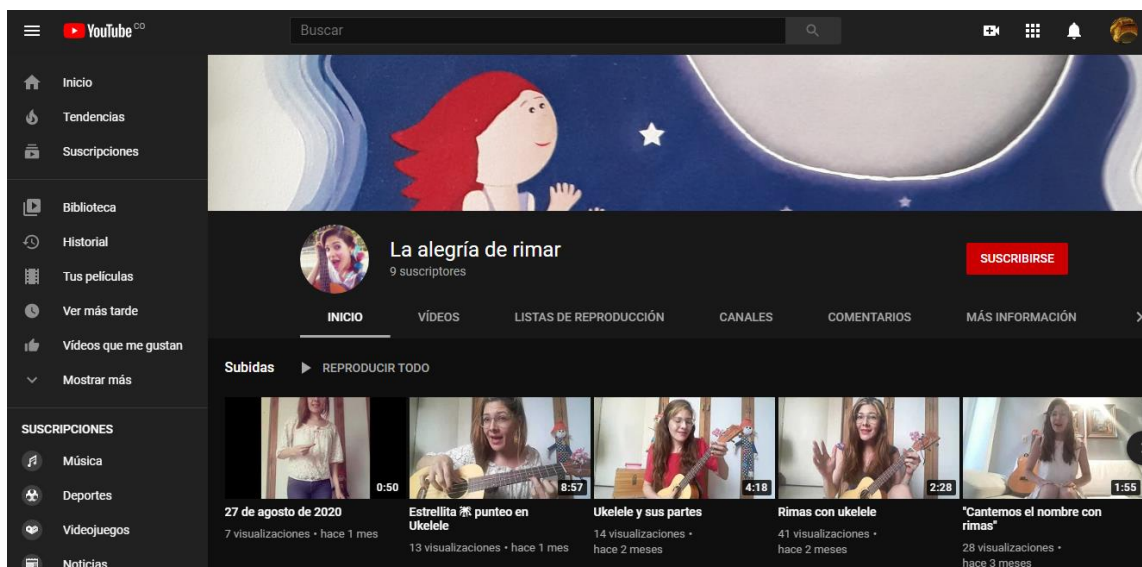 YouTube CO
Buscar
Inicio
Tendencias
Suscripciones
Biblioteca
Historial
Tus películas
Ver más tarde
Vídeos que me gustan
Mostrar más
SUSCRIPCIONES
Música
Deportes
Videojuegos
Noticias
La alegría de rimar
9 suscriptores
SUSCRIBIRSE
INICIO VÍDEOS LISTAS DE REPRODUCCIÓN CANALES COMENTARIOS MÁS INFORMACIÓN
Subidas REPRODUCIR TODO
0:50
27 de agosto de 2020
7 visualizaciones • hace 1 mes
8:57
Estrellita 🌟 punteo en
Ukelele
13 visualizaciones • hace 1 mes
4:18
Ukelele y sus partes
14 visualizaciones •
hace 2 meses
2:28
Rimas con ukelele
41 visualizaciones •
hace 2 meses
1:55
"Cantemos el nombre con
rimas"
28 visualizaciones •
hace 3 meses